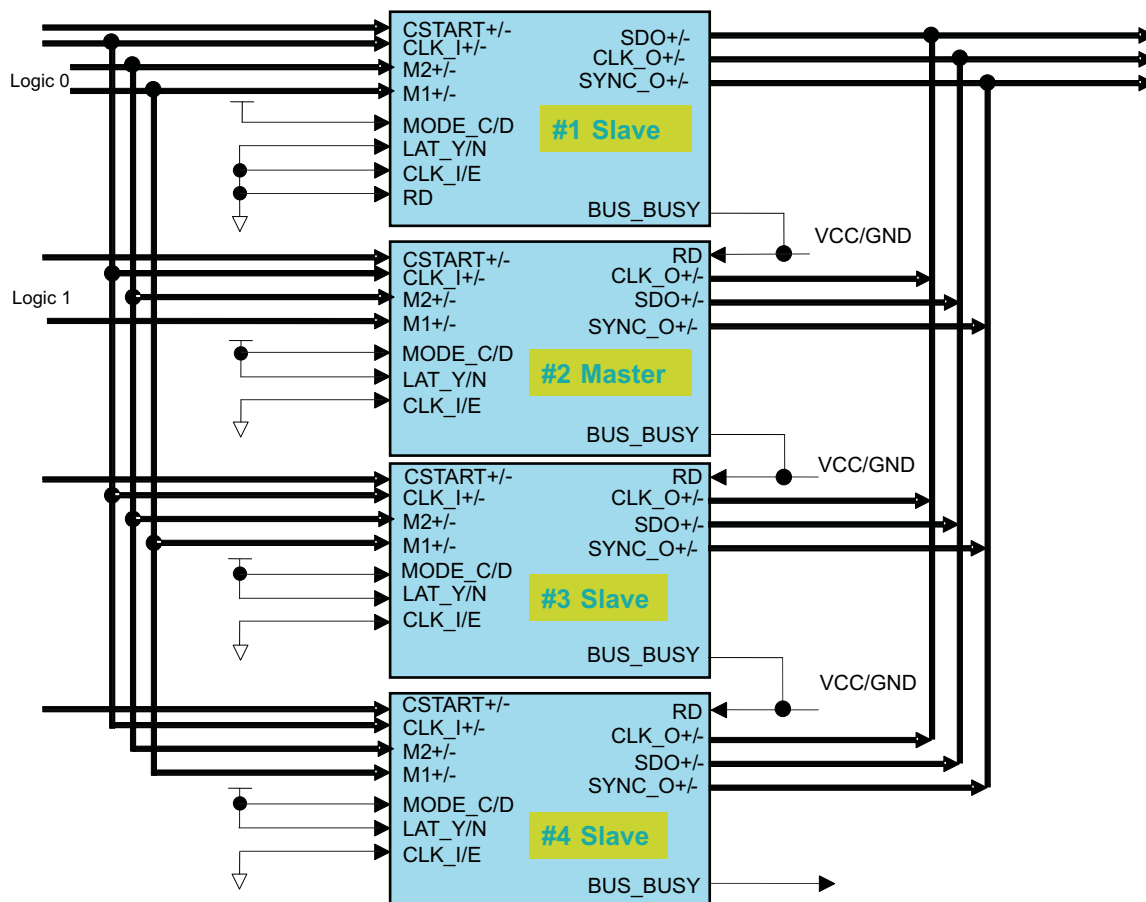 CSTART+/-
CLK_I+/-
M2+/-
M1+/-
Logic 0
MODE_C/D
LAT_Y/N
CLK_I/E
RD
SDO+/-
CLK_O+/-
SYNC_O+/-
#1 Slave
BUS_BUSY
VCC/GND
CSTART+/-
CLK_I+/-
M2+/-
M1+/-
Logic 1
MODE_C/D
LAT_Y/N
CLK_I/E
RD
CLK_O+/-
SDO+/-
SYNC_O+/-
#2 Master
BUS_BUSY
VCC/GND
CSTART+/-
CLK_I+/-
M2+/-
M1+/-
MODE_C/D
LAT_Y/N
CLK_I/E
RD
CLK_O+/-
SDO+/-
SYNC_O+/-
#3 Slave
BUS_BUSY
VCC/GND
CSTART+/-
CLK_I+/-
M2+/-
M1+/-
MODE_C/D
LAT_Y/N
CLK_I/E
RD
CLK_O+/-
SDO+/-
SYNC_O+/-
#4 Slave
BUS_BUSY